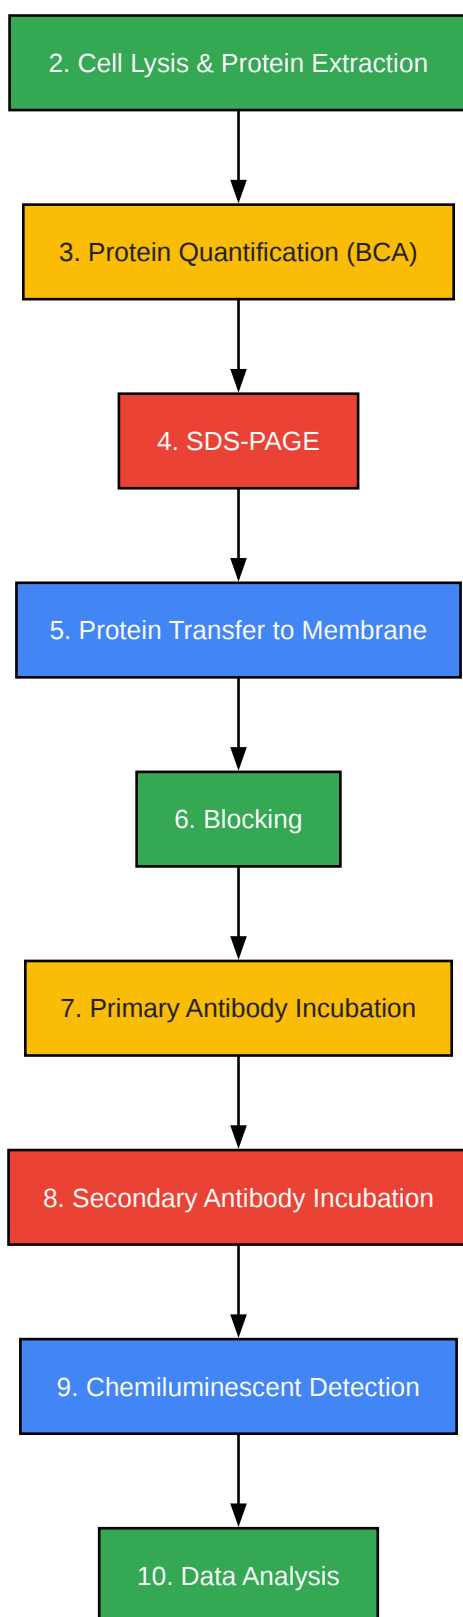 2. Cell Lysis & Protein Extraction
3. Protein Quantification (BCA)
4. SDS-PAGE
5. Protein Transfer to Membrane
6. Blocking
7. Primary Antibody Incubation
8. Secondary Antibody Incubation
9. Chemiluminescent Detection
10. Data Analysis